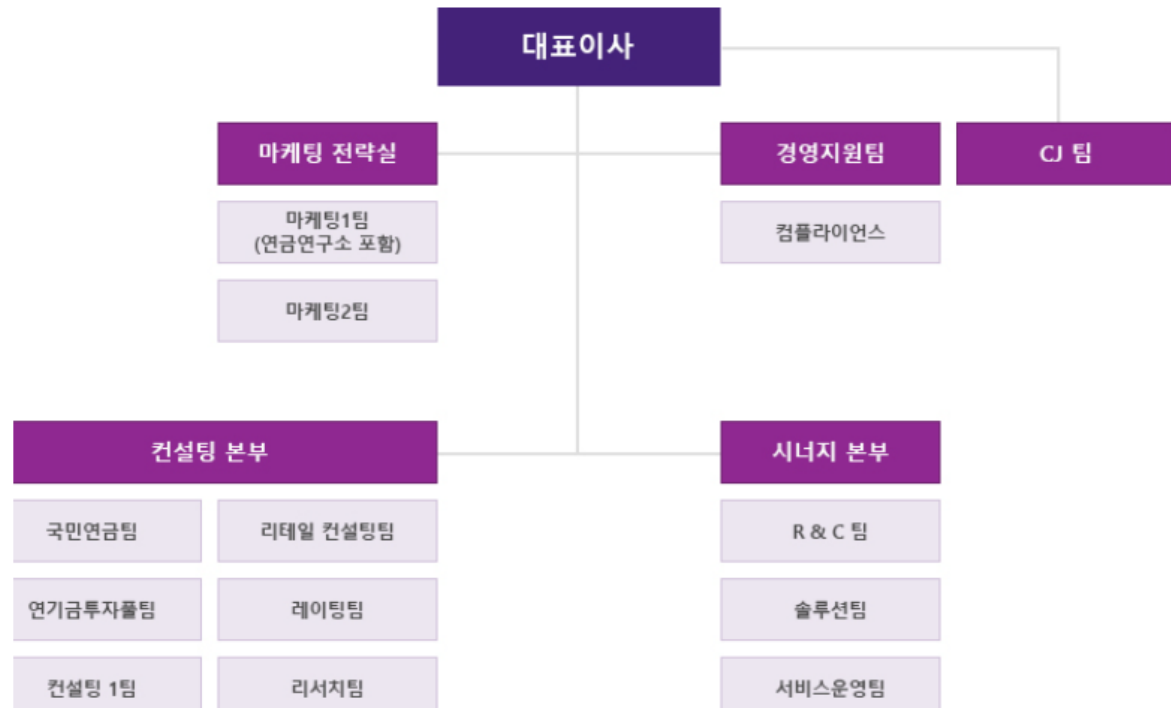 대표이사
마케팅 전략실
경영지원팀
CJ 팀
마케팅1팀
(연금연구소 포함)
컴플라이언스
마케팅2팀
컨설팅 본부
시너지 본부
국민연금팀
리테일 컨설팅팀
R & C 팀
연기금투자풀팀
레이팅팀
솔루션팀
컨설팅 1팀
리서치팀
서비스운영팀